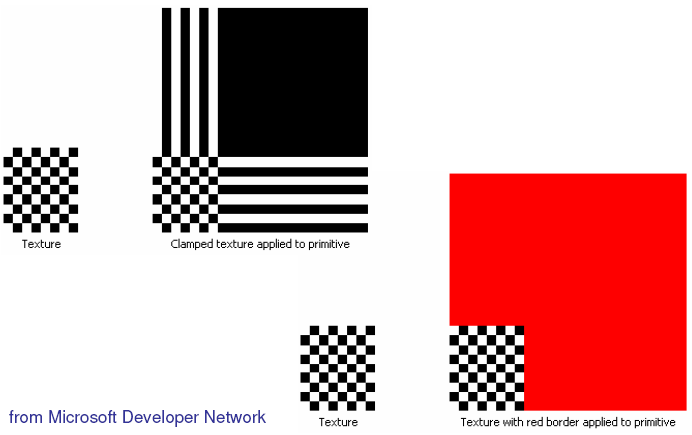 Texture
Clamped texture applied to primitive
from Microsoft Developer Network
Texture
Texture with red border applied to primitive